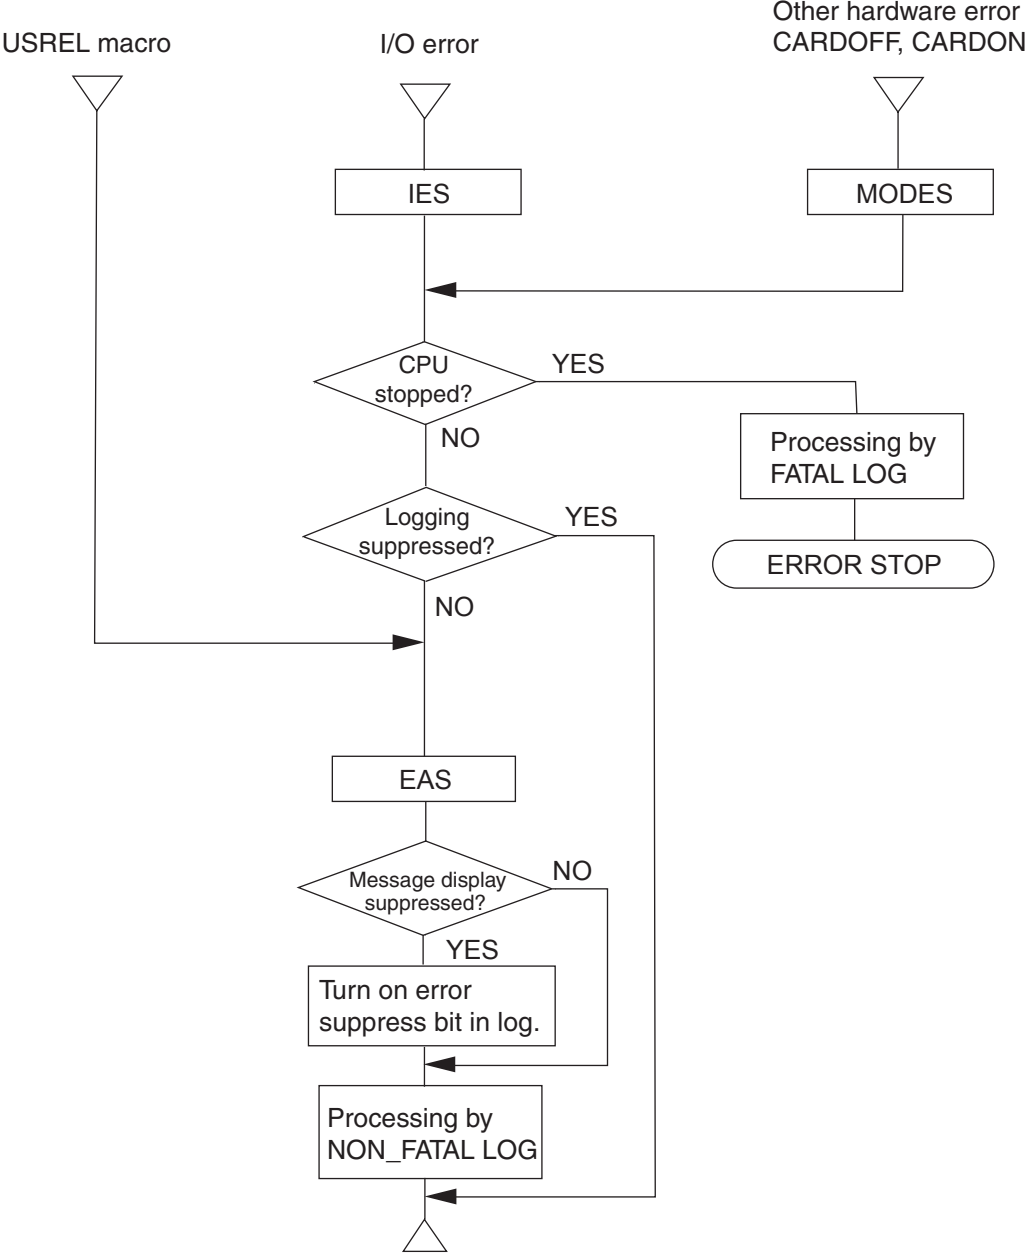 USREL macro
I/O error
Other hardware error
CARDOFF, CARDON
IES
MODES
CPU
stopped?
YES
NO
Processing by
FATAL LOG
Logging
suppressed?
YES
ERROR STOP
NO
EAS
Message display
suppressed?
NO
YES
Turn on error
suppress bit in log.
Processing by
NON_FATAL LOG